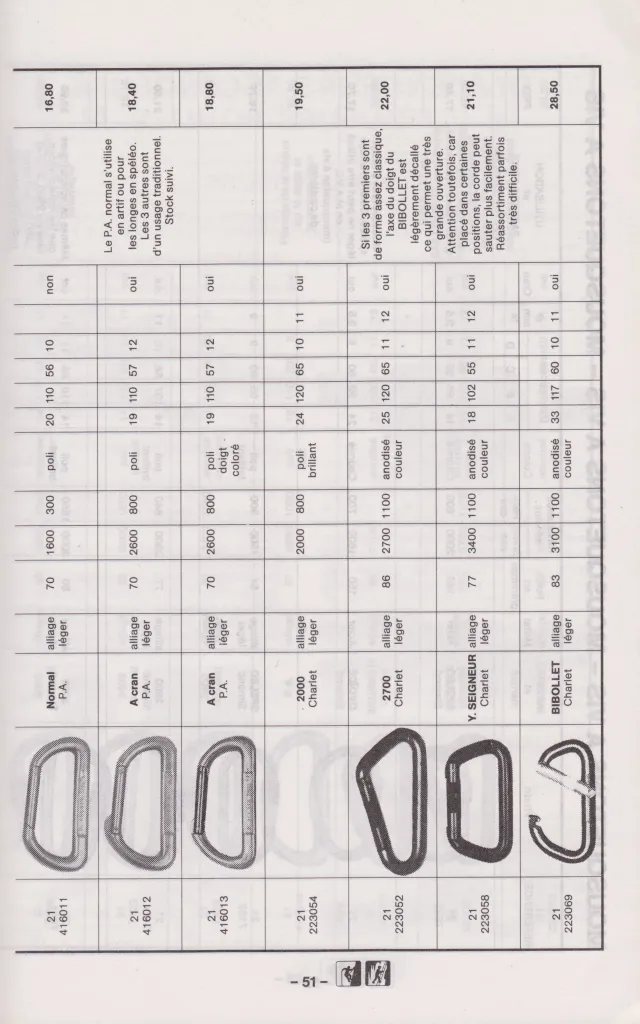 21
416011
Normal
P.A.
alliage
léger
70
1600
300
poli
20
110
56
10
non
16,80
21
416012
A cran
P.A.
alliage
léger
70
2600
800
poli
19
110
57
12
oui
Le P.A. normal s'utilise
en artif ou pour
les longes en spéléo.
Les 3 autres sont
d'un usage traditionnel.
Stock suivi.
18,40
21
416013
A cran
P.A.
alliage
léger
70
2600
800
poli
doigt
coloré
19
110
57
12
oui
18,80
21
223054
2000
Charlet
alliage
léger
2000
800
poli
brillant
24
120
65
10
11
oui
19,50
21
223052
2700
Charlet
alliage
léger
86
2700
1100
anodisé
couleur
25
120
65
11
12
oui
Si les 3 premiers sont
de forme assez classique,
l'axe du doigt du
BIBOLLET est
légèrement décallé
ce qui permet une très
grande ouverture.
Attention toutefois, car
placé dans certaines
positions, la corde peut
sauter plus facilement.
Réassortiment parfois
très difficile.
22,00
21
223058
Y. SEIGNEUR
Charlet
alliage
léger
77
3400
1100
anodisé
couleur
18
102
55
11
12
oui
21,10
21
223069
BIBOLLET
Charlet
alliage
léger
83
3100
1100
anodisé
couleur
33
117
60
10
11
oui
28,50
- 51 -